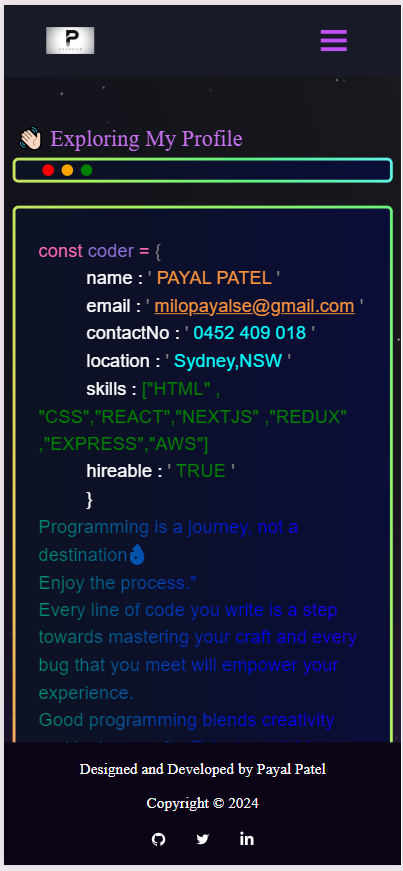 Exploring My Profile
const coder = {
name : ' PAYAL PATEL '
email : ' milopayalse@gmail.com '
contactNo : ' 0452 409 018 '
location : ' Sydney,NSW '
skills : ["HTML" ,
"CSS","REACT","NEXTJS" ,"REDUX"
,"EXPRESS","AWS"]
hireable : ' TRUE '
}
Programming is a journey, not a
destination
Enjoy the process."
Every line of code you write is a step
towards mastering your craft and every
bug that you meet will empower your
experience.
Good programming blends creativity
Designed and Developed by Payal Patel
Copyright © 2024